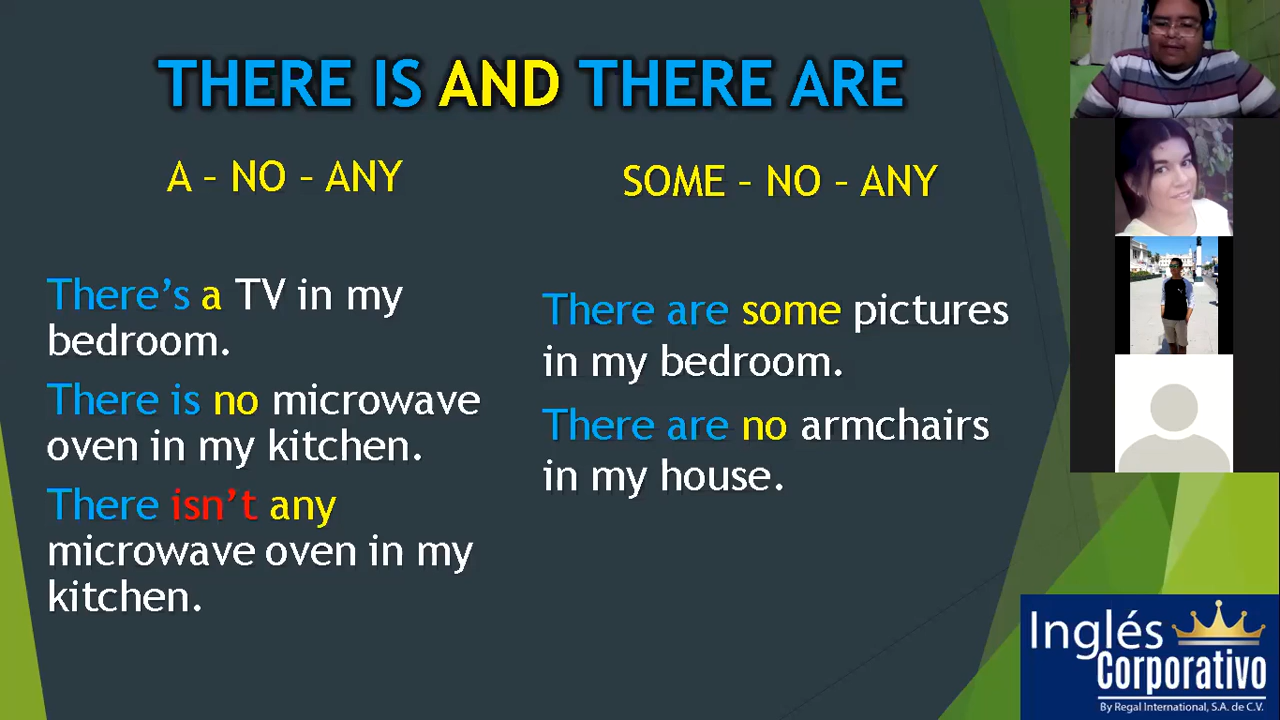 THERE IS AND THERE ARE
A – NO – ANY
There’s a TV in my
bedroom.
There is no microwave
oven in my kitchen.
There isn’t any
microwave oven in my
kitchen.
SOME – NO – ANY
There are some pictures
in my bedroom.
There are no armchairs
in my house.
Inglés
Corporativo
By Regal International, S.A. de C.V.